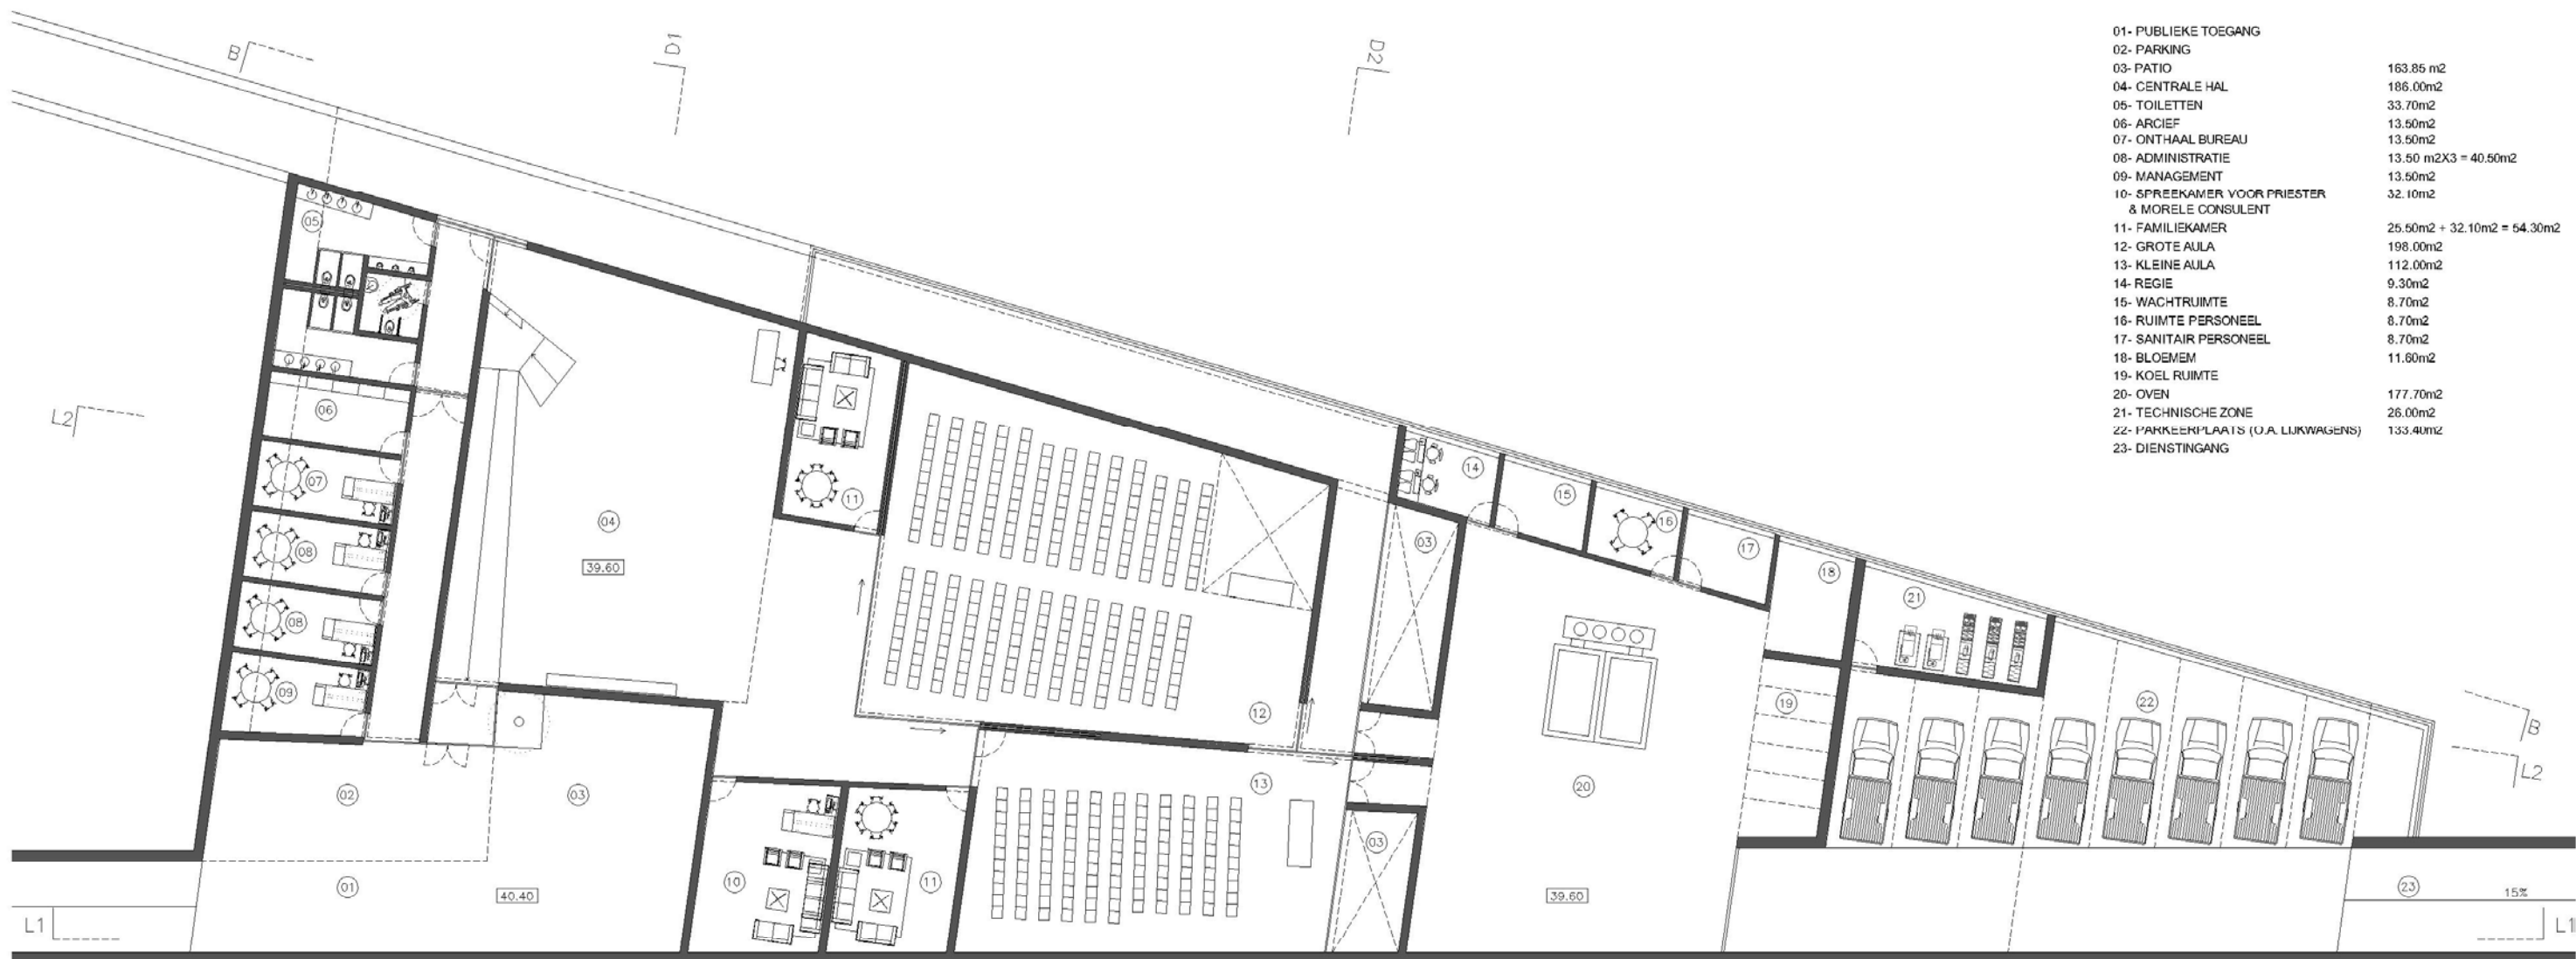 01- PUBLIEKE TOEGANG
02- PARKING
03- PATIO 163.85 m2
04- CENTRALE HAL 186.00m2
05- TOILETTEN 33.70m2
06- ARCIEF 13.50m2
07- ONTHAAL BUREAU 13.50m2
08- ADMINISTRATIE 13.50 m2X3 = 40.50m2
09- MANAGEMENT 13.50m2
10- SPREEKAMER VOOR PRIESTER 32.10m2
& MORELE CONSULENT
11- FAMILIEKAMER 25.50m2 + 32.10m2 = 54.30m2
12- GROTE AULA 198.00m2
13- KLEINE AULA 112.00m2
14- REGIE 9.30m2
15- WACHTRUIMTE 8.70m2
16- RUIMTE PERSONEEL 8.70m2
17- SANITAIR PERSONEEL 8.70m2
18- BLOEMEM 11.60m2
19- KOEL RUIMTE
20- OVEN 177.70m2
21- TECHNISCHE ZONE 26.00m2
22- PARKEERPLAATS (O.A. LIJKWAGENS) 133.40m2
23- DIENSTINGANG
B
D1
D2
05
L2
06
07
11
14
15
04
16
03
08
39.60
17
18
21
08
09
19
22
12
B
L2
02
03
13
20
03
10
11
01
40.40
39.60
23
15%
L1
L1